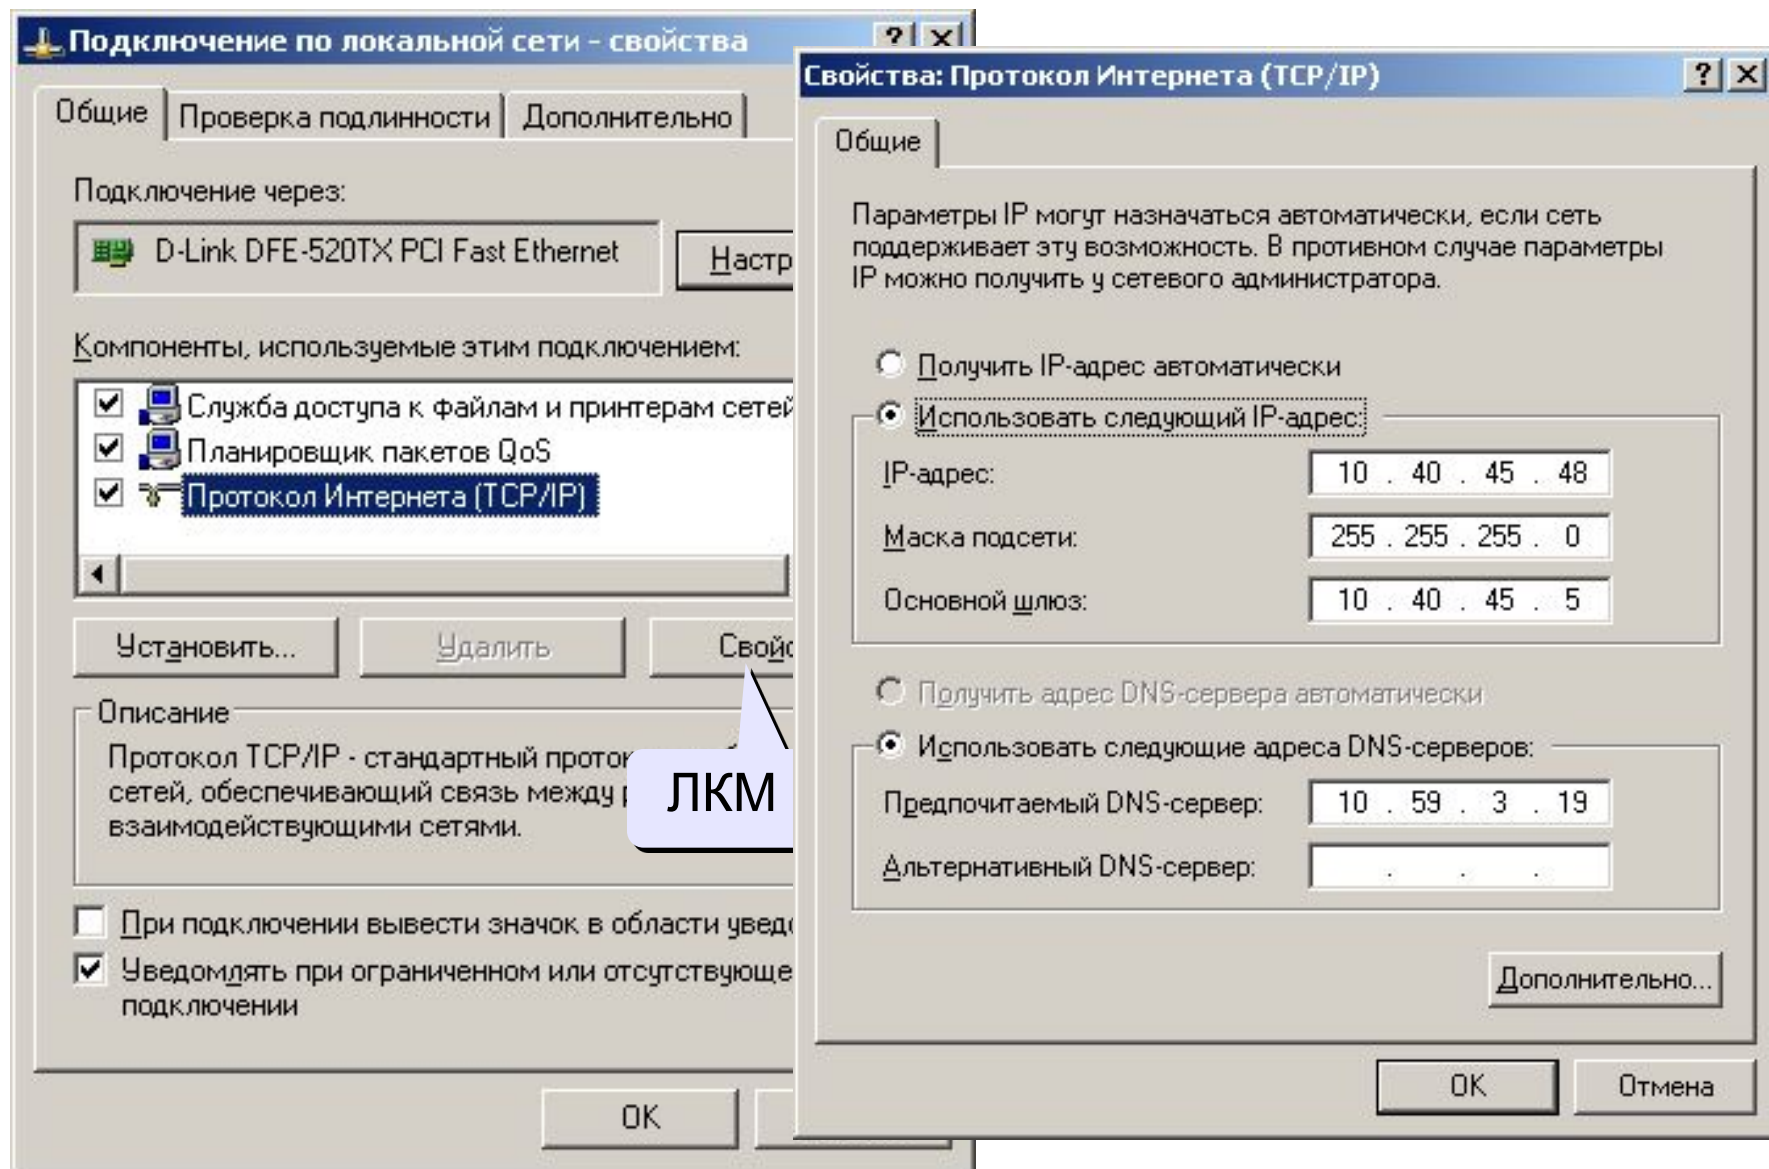 Подключение по локальной сети - свойства
Общие
Проверка подлинности
Дополнительно
Подключение через:
D-Link DFE-520TX PCI Fast Ethernet
Компоненты, используемые этим подключением:
Служба доступа к файлам и принтерам сетей
Планировщик пакетов QoS
Протокол Интернета (TCP/IP)
Установить...
Удалить
Описание
Протокол TCP/IP - стандартный
сетей, обеспечивающий связь между
взаимодействующими сетями.
ЛКМ
При подключении вывести значок в области
Уведомлять при ограниченном или
подключении
OK
Свойства: Протокол Интернета (TCP/IP)
Общие
Параметры IP могут назначаться автоматически, если сеть
поддерживает эту возможность. В противном случае параметры
IP можно получить у сетевого администратора.
Получить IP-адрес автоматически
Использовать следующий IP-адрес:
IP-адрес: 10 . 40 . 45 . 48
Маска подсети: 255 . 255 . 255 . 0
Основной шлюз: 10 . 40 . 45 . 5
Получить адрес DNS-сервера автоматически
Использовать следующие адреса DNS-серверов:
Предпочитаемый DNS-сервер: 10 . 59 . 3 . 19
Альтернативный DNS-сервер: . . .
Дополнительно...
OK
Отмена